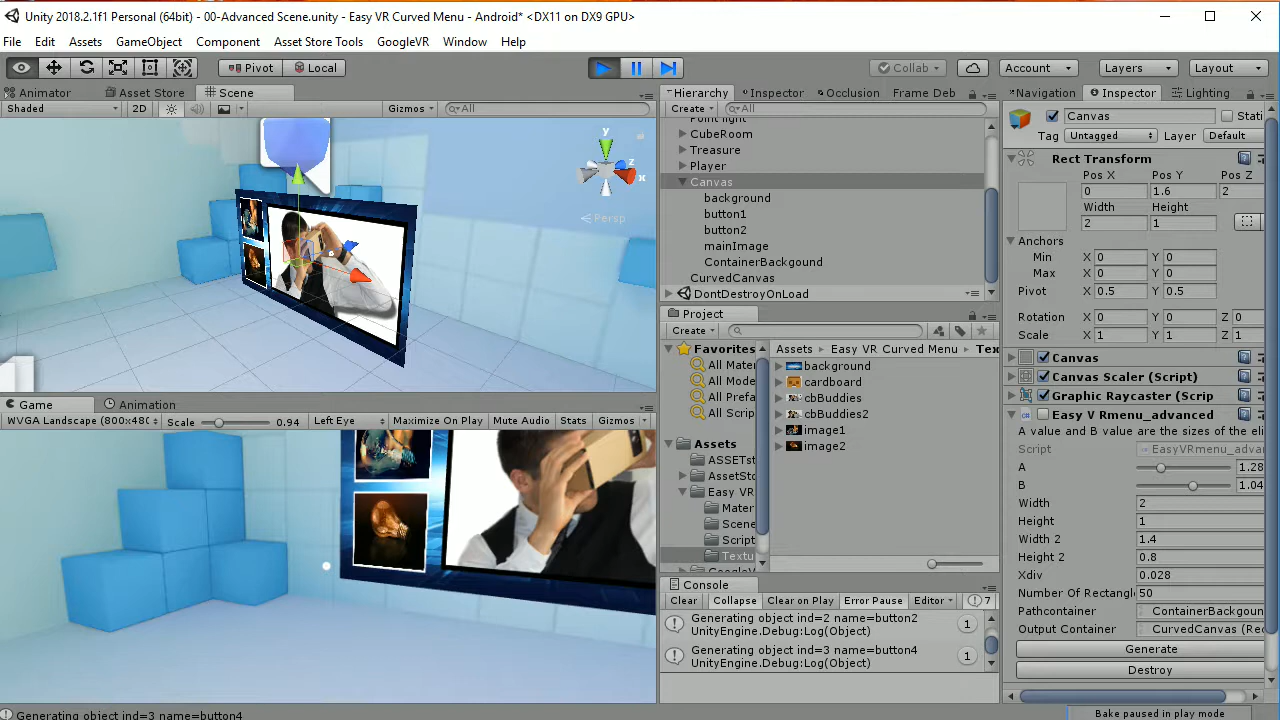 Unity 2018.2.1f1 Personal (64bit) - 00-Advanced Scene.unity - Easy VR Curved Menu - Android* <DX11 on DX9 GPU>
File Edit Assets GameObject Component Asset Store Tools GoogleVR Window Help
Pivot Local Collab Account Layers Layout
Animator Asset Store Scene
Shaded 2D Gizmos All
y
z
x
Persp
Game Animation
WVGA Landscape (800x480 Scale 0.94 Left Eye Maximize On Play Mute Audio Stats Gizmos
Hierarchy Inspector Occlusion Frame Deb
Create All
Point light
CubeRoom
Treasure
Player
Canvas
background
button1
button2
mainImage
ContainerBackgound
CurvedCanvas
DontDestroyOnLoad
Project
Create
Favorites
All Mater
All Mode
All Prefa
All Scrip
Assets
ASSETst
AssetSto
Easy VR
Mater
Scene
Script
Textu
GoogleV
Assets Easy VR Curved Menu Tex
background
cardboard
cbBuddies
cbBuddies2
image1
image2
Console
Clear Collapse Clear on Play Error Pause Editor 7
Generating object ind=2 name=button2
UnityEngine.Debug:Log(Object) 1
Generating object ind=3 name=button4
UnityEngine.Debug:Log(Object) 1
Navigation Inspector Lighting
Canvas Stati
Tag Untagged Layer Default
Rect Transform
Pos X Pos Y Pos Z
0 1.6 2
Width Height
2 1
Anchors
Min X 0 Y 0
Max X 0 Y 0
Pivot X 0.5 Y 0.5
Rotation X 0 Y 0 Z 0
Scale X 1 Y 1 Z 1
Canvas
Canvas Scaler (Script)
Graphic Raycaster (Scrip
Easy V Rmenu_advanced
A value and B value are the sizes of the eli
Script EasyVRmenu_advar
A 1.28
B 1.04
Width 2
Height 1
Width 2 1.4
Height 2 0.8
Xdiv 0.028
Number Of Rectangle 50
Pathcontainer ContainerBackgoun
Output Container CurvedCanvas (Rec
Generate
Destroy
Generating object ind=3 name=button4
Bake paused in play mode